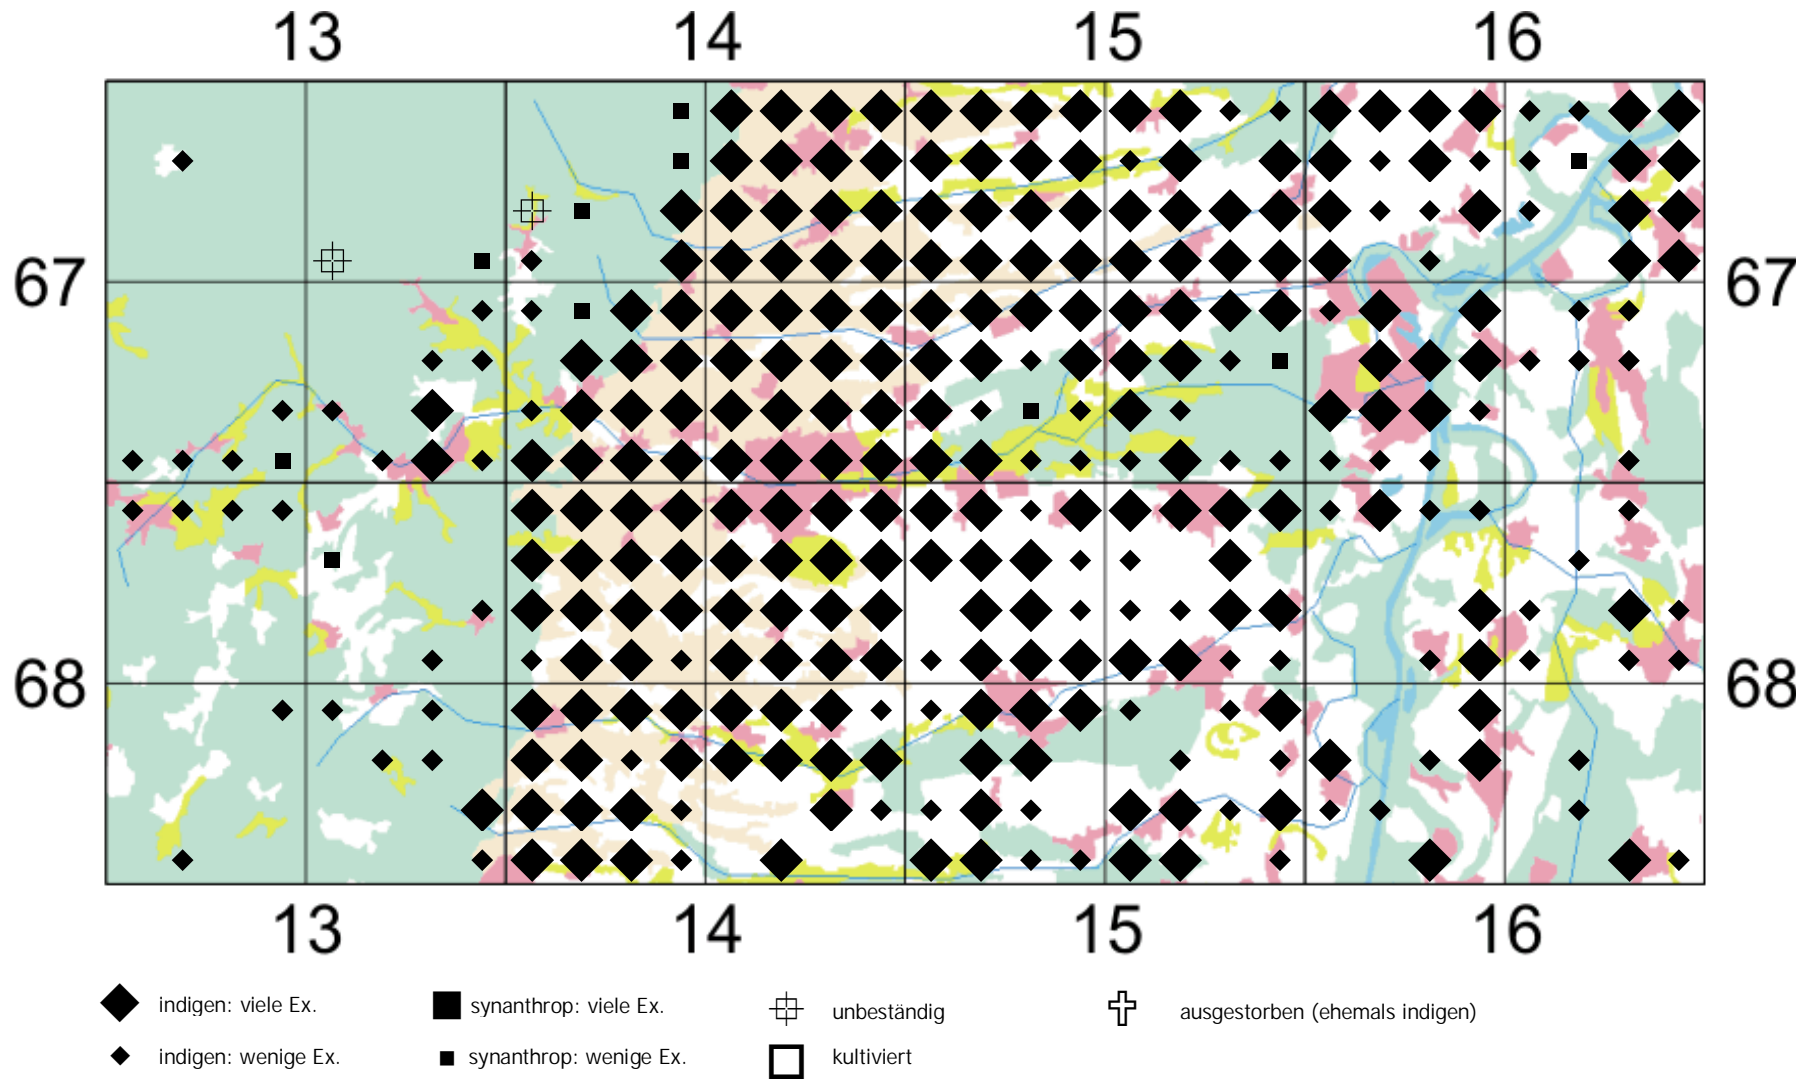 13 14 15 16
67 67
68 68
13 14 15 16
indigen: viele Ex. synanthrop: viele Ex. unbeständig ausgestorben (ehemals indigen)
indigen: wenige Ex. synanthrop: wenige Ex. kultiviert